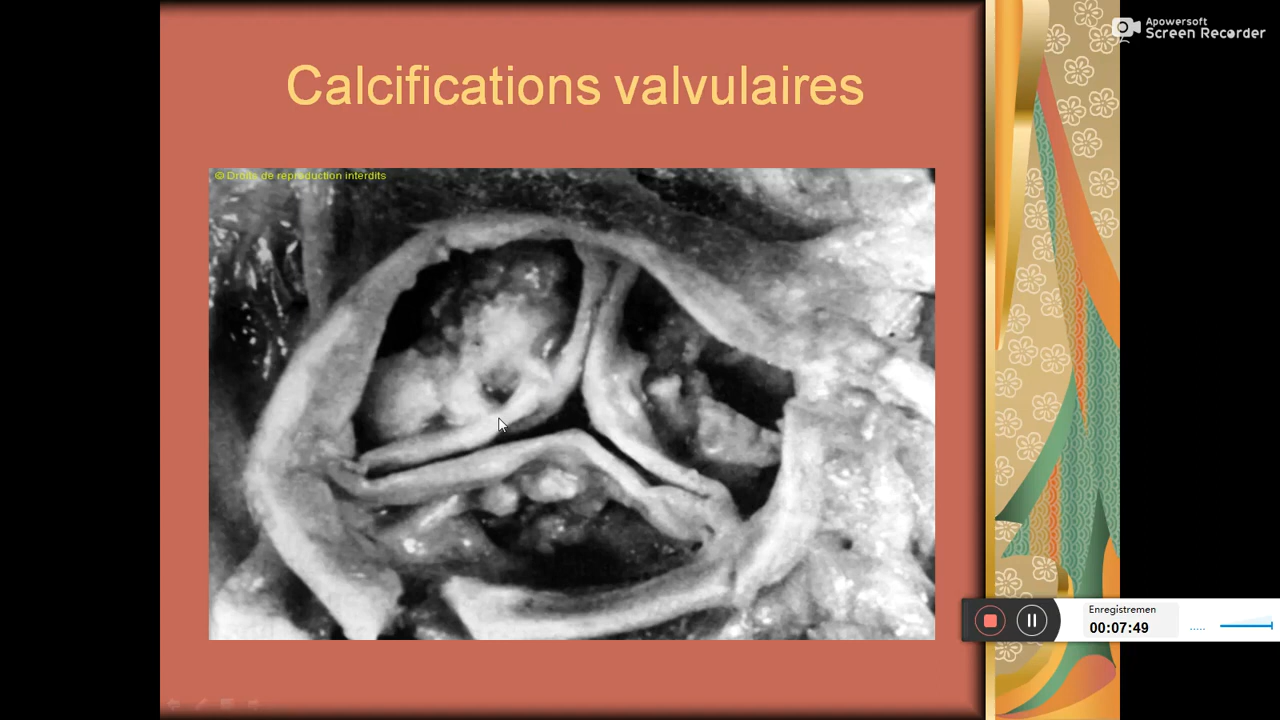 Apowersoft
Screen Recorder
Calcifications valvulaires
© Droits de reproduction interdits
Enregistremen
00:07:49